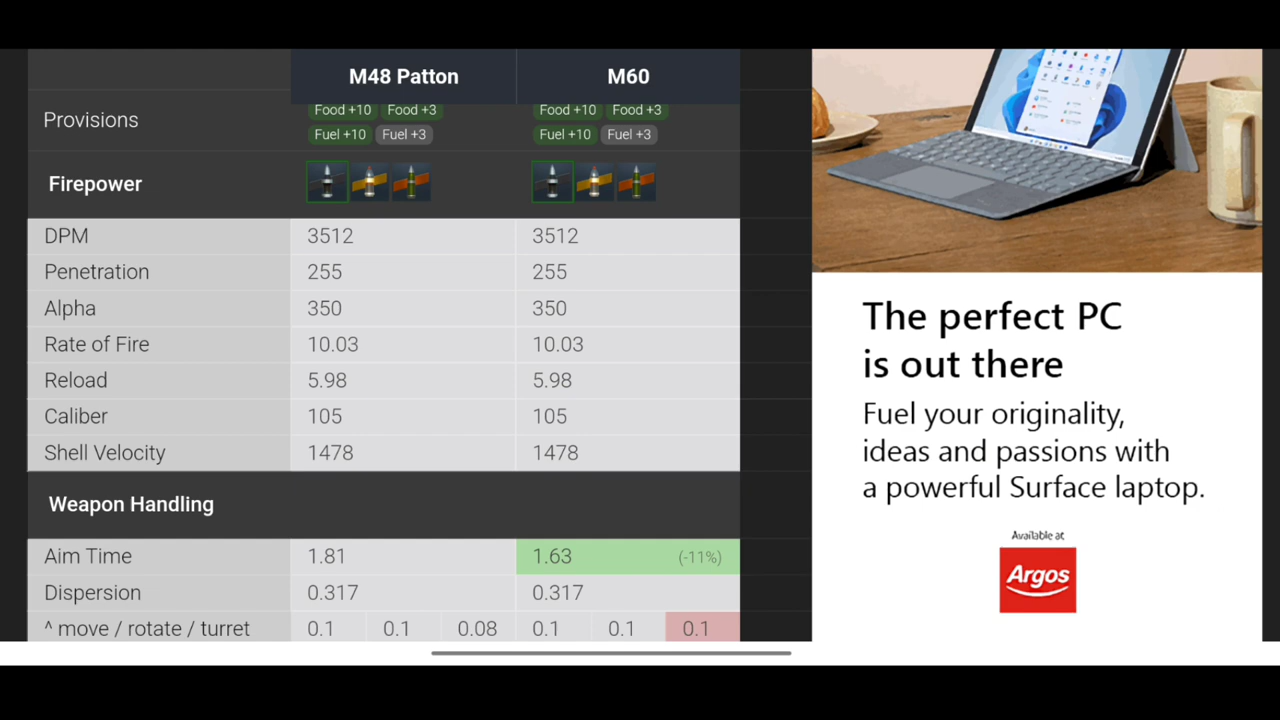 M48 Patton M60
Provisions Food +10 Food +3 Food +10 Food +3
Fuel +10 Fuel +3 Fuel +10 Fuel +3
Firepower
DPM 3512 3512
Penetration 255 255
Alpha 350 350
Rate of Fire 10.03 10.03
Reload 5.98 5.98
Caliber 105 105
Shell Velocity 1478 1478
Weapon Handling
Aim Time 1.81 1.63 (-11%)
Dispersion 0.317 0.317
^ move / rotate / turret 0.1 0.1 0.08 0.1 0.1 0.1
The perfect PC
is out there
Fuel your originality,
ideas and passions with
a powerful Surface laptop.
Available at
Argos